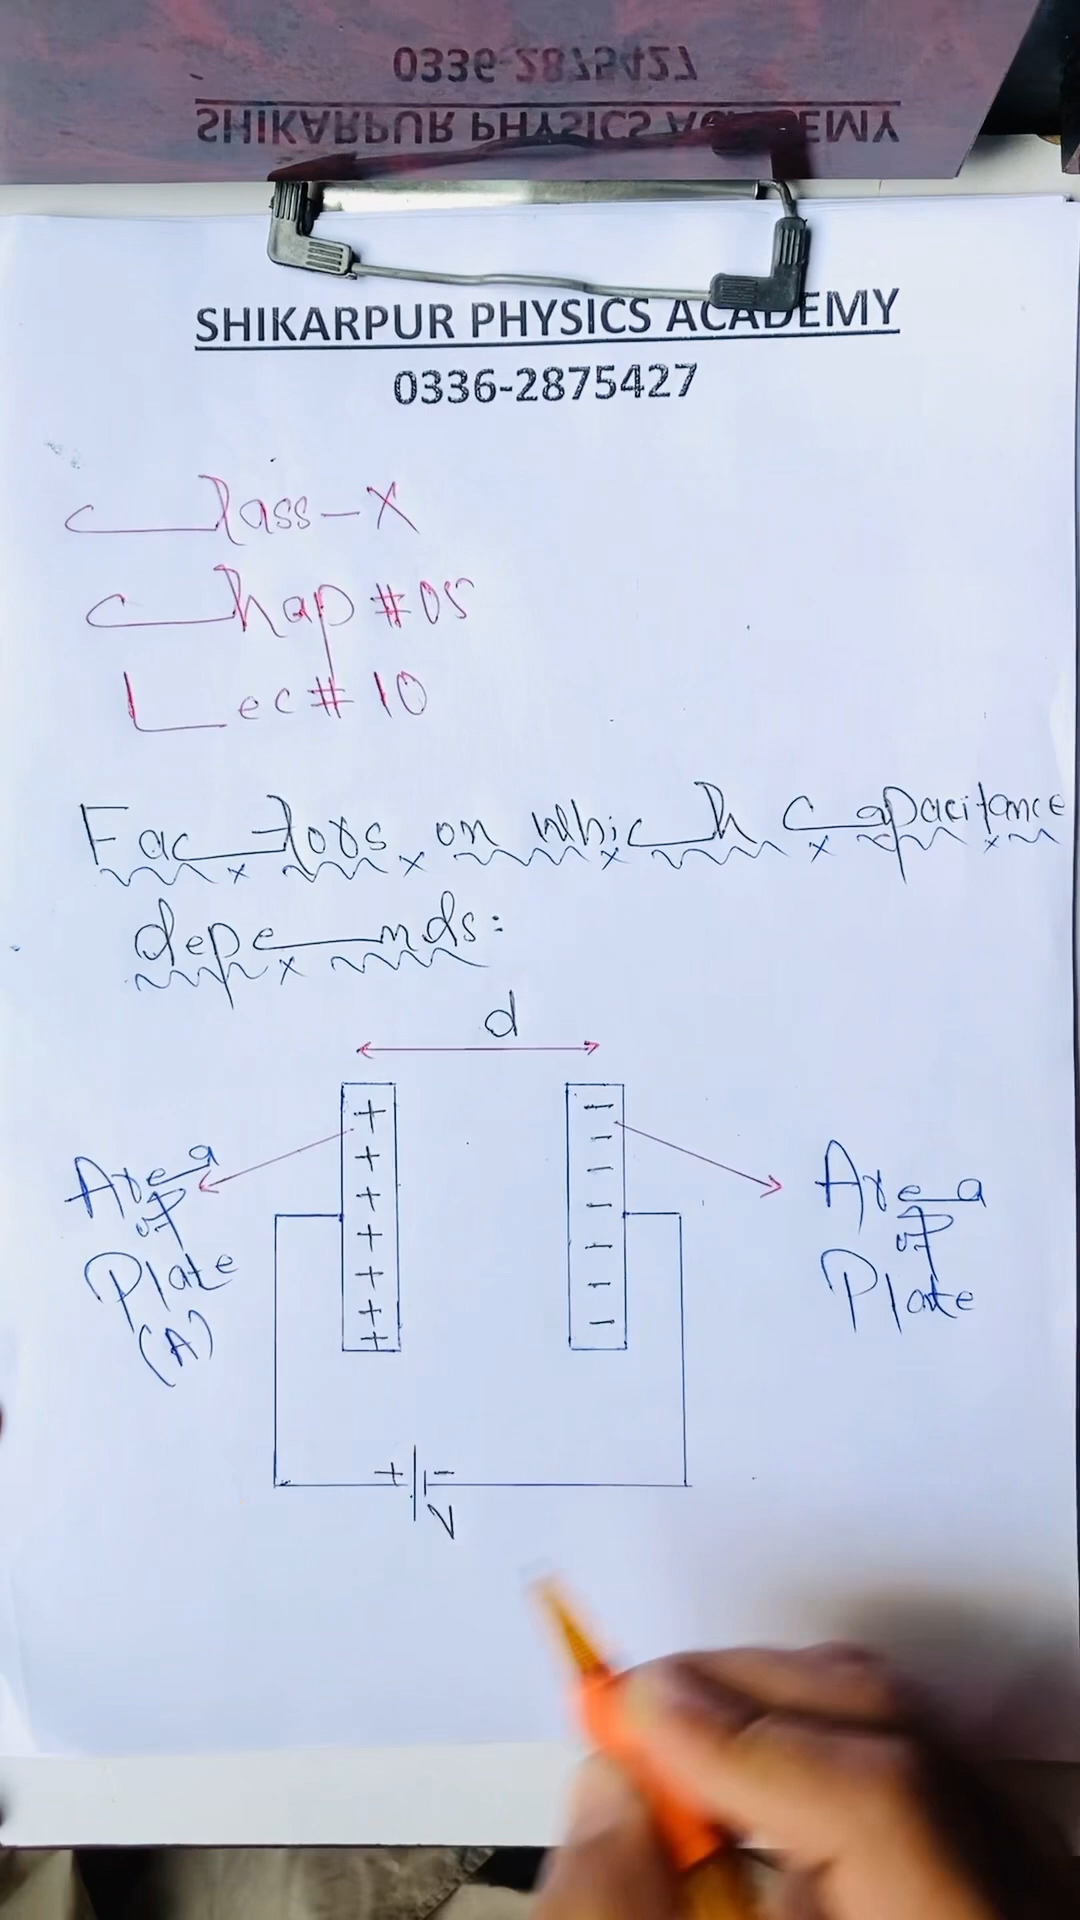 0336-2875427
SHIKARPUR PHYSICS ACADEMY
SHIKARPUR PHYSICS ACADEMY
0336-2875427
Class-X
Chap #05
Lec# 10
Factors on which Capacitance
depends:
d
+ + + + + + +
- - - - - - -
Area
of
Plate
(A)
Area
of
Plate
+ -
V